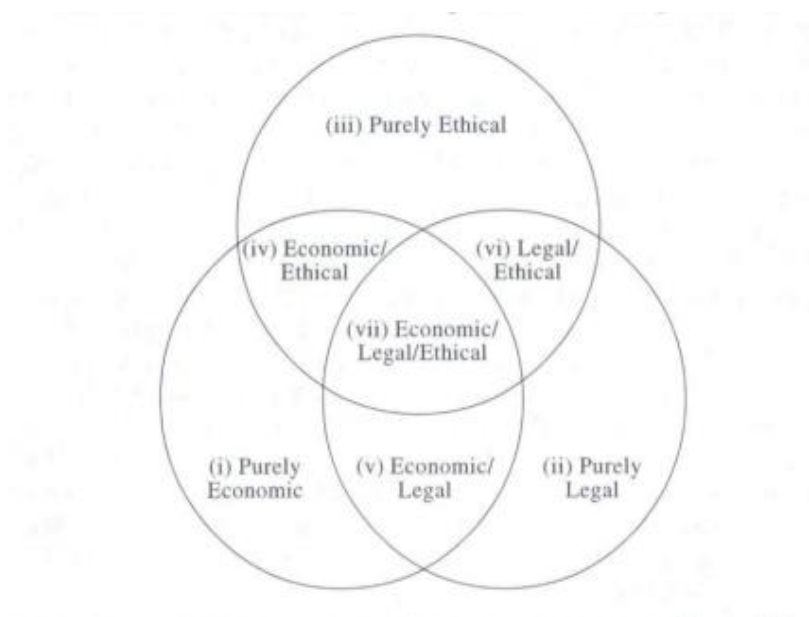 (iii) Purely Ethical
(iv) Economic/
Ethical
(vi) Legal/
Ethical
(vii) Economic/
Legal/Ethical
(i) Purely
Economic
(v) Economic/
Legal
(ii) Purely
Legal